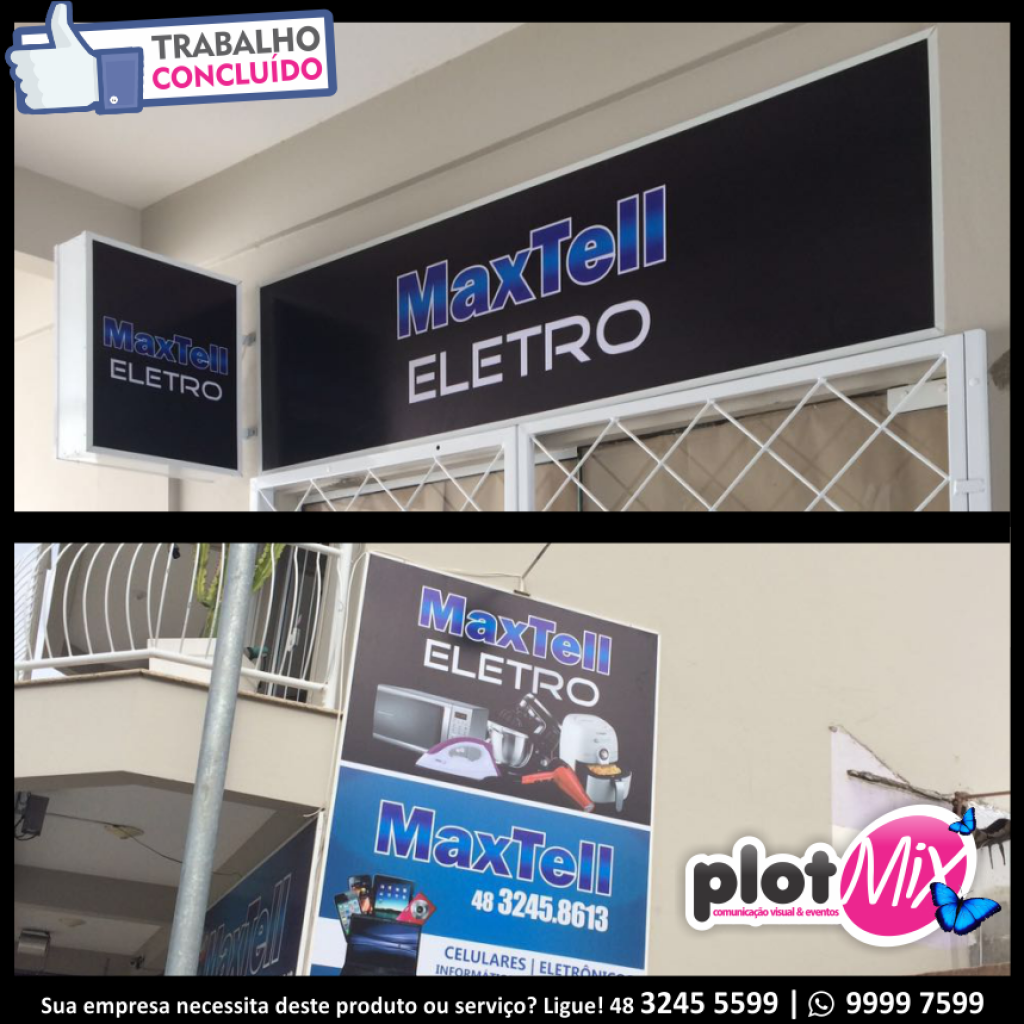 TRABALHO
CONCLUÍDO
MaxTell
ELETRO
MaxTell
ELETRO
MaxTell
ELETRO
MaxTell
48 3245.8613
CELULARES | ELETRÔNICOS
MaxTell
plotMix
comunicação visual & eventos
Sua empresa necessita deste produto ou serviço? Ligue! 48 3245 5599 | 9999 7599